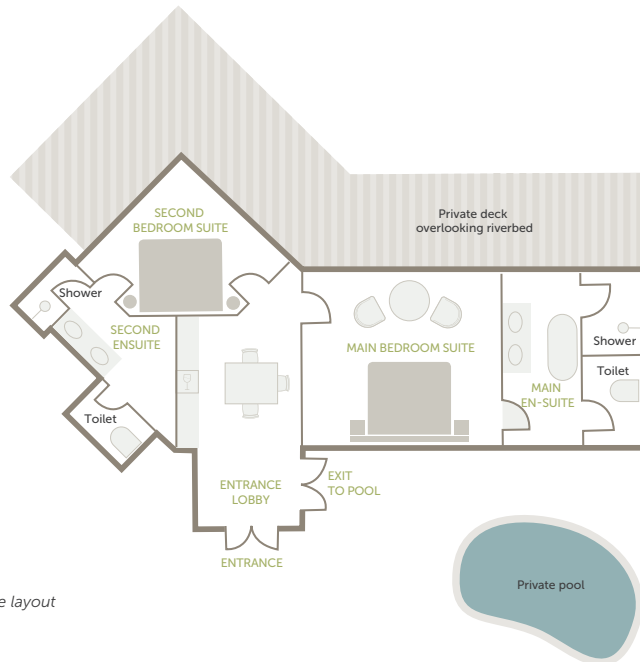 SECOND
BEDROOM SUITE
Private deck
overlooking riverbed
Shower
SECOND
ENSUITE
MAIN BEDROOM SUITE
Shower
Toilet
MAIN
EN-SUITE
Toilet
ENTRANCE
LOBBY
EXIT
TO POOL
ENTRANCE
Private pool
layout